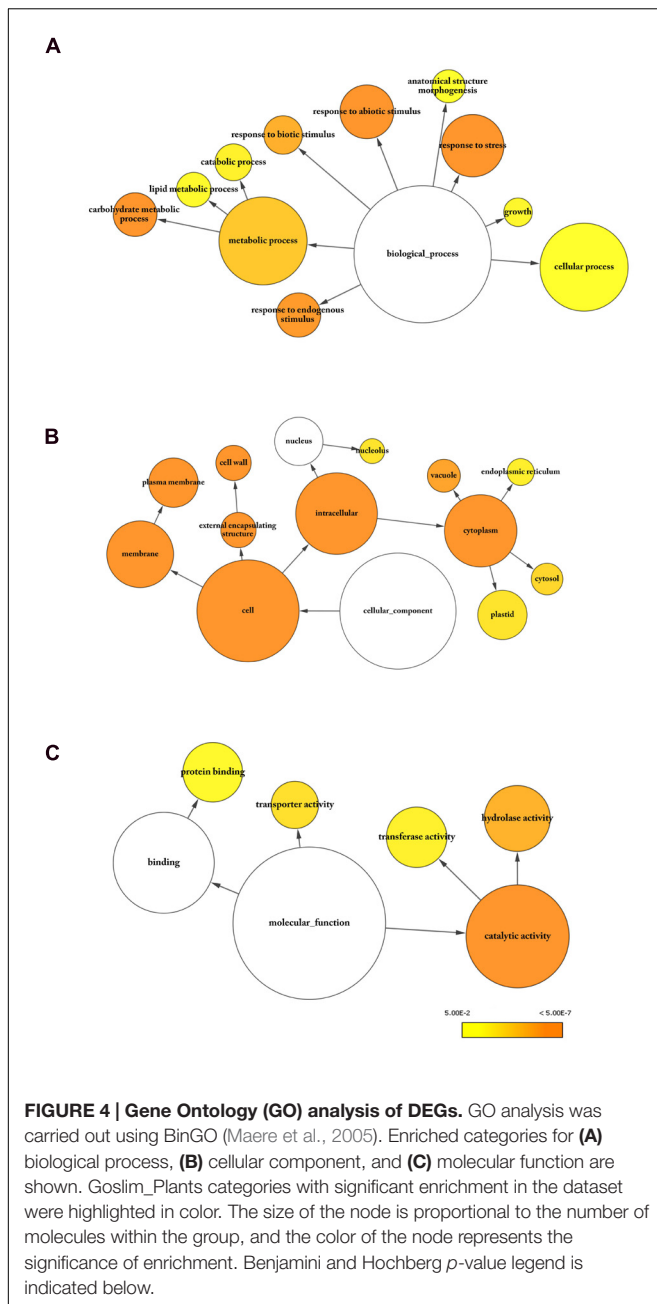 A
anatomical structure
morphogenesis
response to abiotic stimulus
response to biotic stimulus
response to stress
catabolic process
lipid metabolic process
carbohydrate metabolic
process
growth
metabolic process
biological_process
cellular process
response to endogenous
stimulus
B
nucleus
nucleolus
cell wall
endoplasmic reticulum
vacuole
plasma membrane
intracellular
external encapsulating
structure
cytoplasm
membrane
cytosol
cell
cellular_component
plastid
C
protein binding
transporter activity
hydrolase activity
transferase activity
binding
molecular_function
catalytic activity
5.00E-2 < 5.00E-7
FIGURE 4 | Gene Ontology (GO) analysis of DEGs. GO analysis was
carried out using BinGO (Maere et al., 2005). Enriched categories for (A)
biological process, (B) cellular component, and (C) molecular function are
shown. Goslim_Plants categories with significant enrichment in the dataset
were highlighted in color. The size of the node is proportional to the number of
molecules within the group, and the color of the node represents the
significance of enrichment. Benjamini and Hochberg p-value legend is
indicated below.